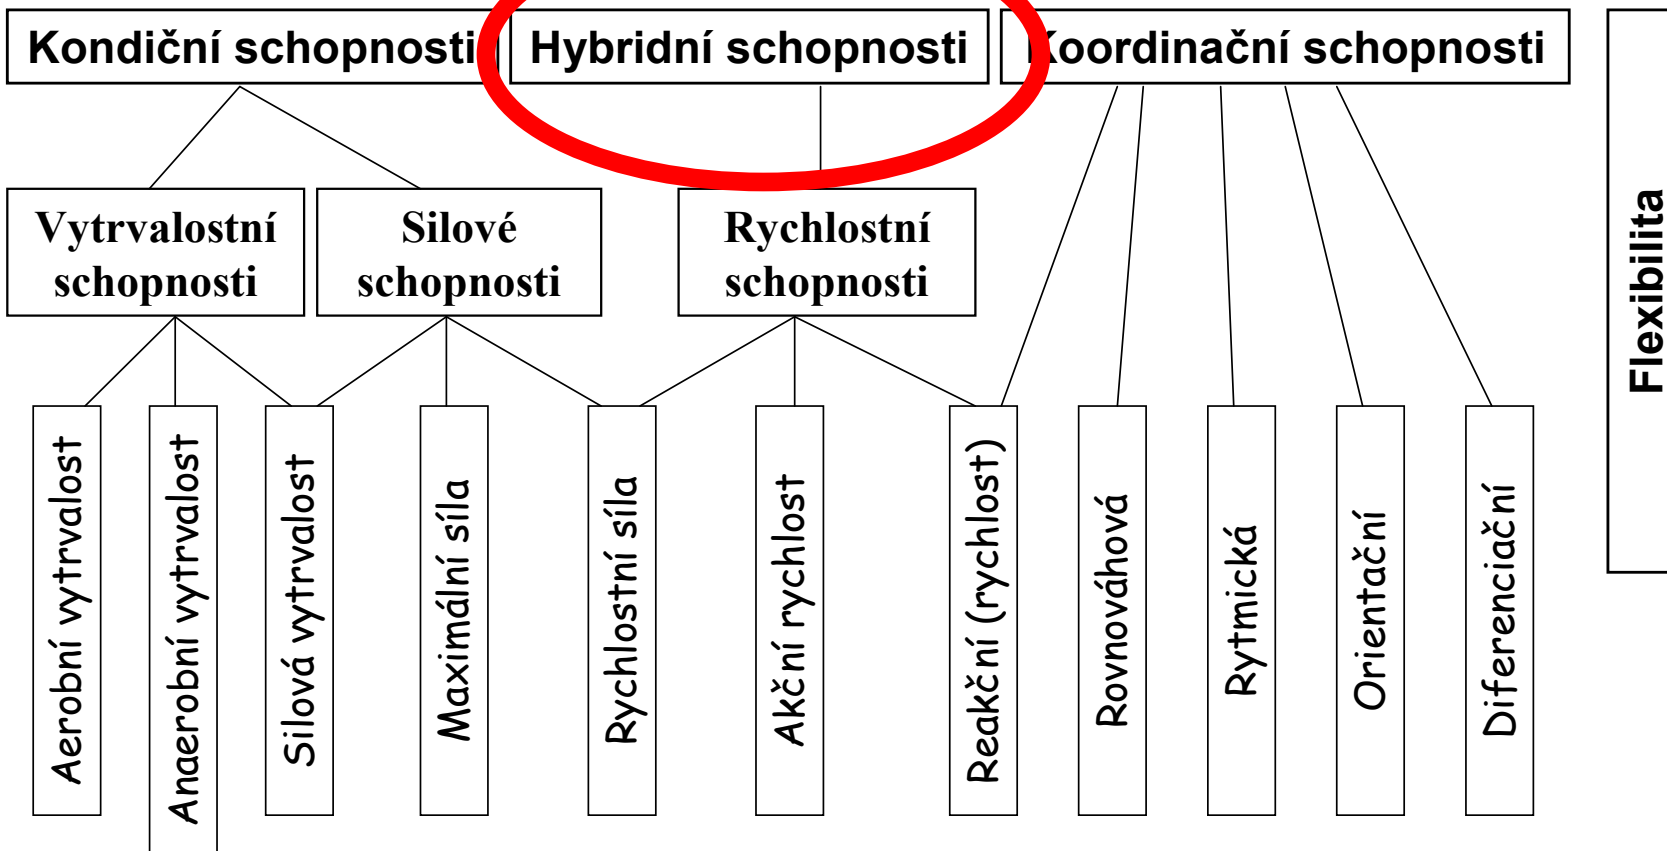 Kondiční schopnosti
Hybridní schopnosti
Koordinační schopnosti
Flexibilita
Vytrvalostní
schopnosti
Silové
schopnosti
Rychlostní
schopnosti
Aerobní vytrvalost
Anaerobní vytrvalost
Silová vytrvalost
Maximální síla
Rychlostní síla
Akční rychlost
Reakční (rychlost)
Rovnováhová
Rytmická
Orientační
Diferenciační